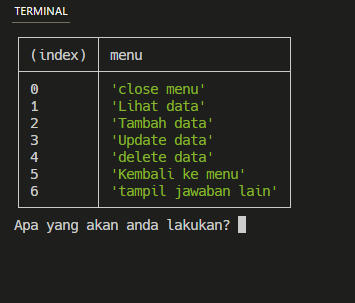 TERMINAL
(index) menu
0 'close menu'
1 'Lihat data'
2 'Tambah data'
3 'Update data'
4 'delete data'
5 'Kembali ke menu'
6 'tampil jawaban lain'
Apa yang akan anda lakukan?